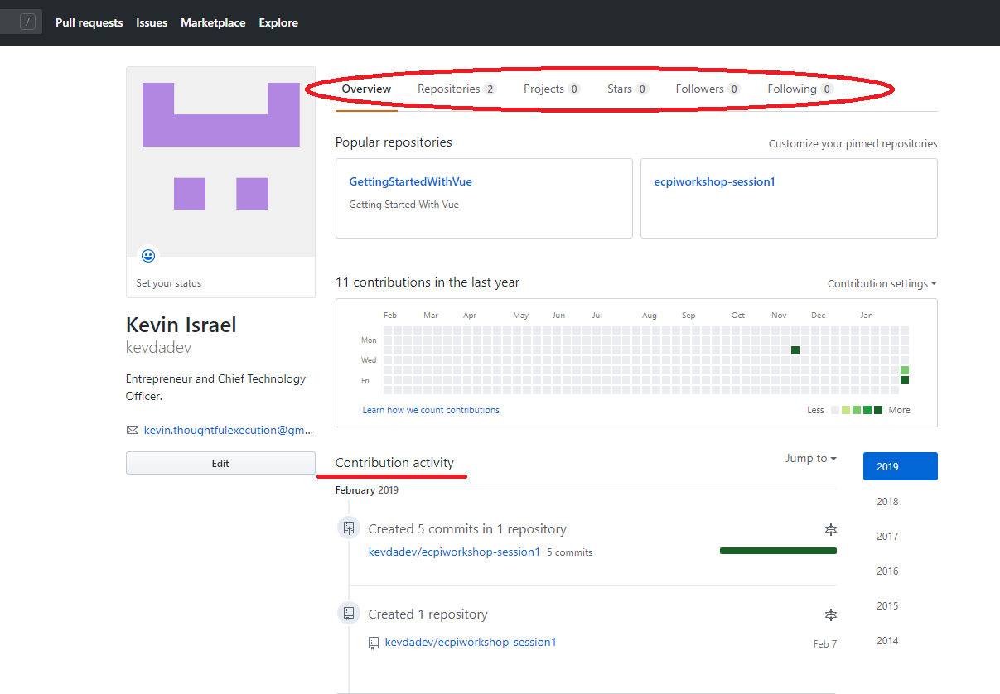 / Pull requests Issues Marketplace Explore
Overview Repositories 2 Projects 0 Stars 0 Followers 0 Following 0
Popular repositories Customize your pinned repositories
GettingStartedWithVue
Getting Started With Vue
ecpiworkshop-session1
Set your status
Kevin Israel
kevdadev
Entrepreneur and Chief Technology
Officer.
kevin.thoughtfulexecution@gm...
Edit
11 contributions in the last year Contribution settings
Feb Mar Apr May Jun Jul Aug Sep Oct Nov Dec Jan
Mon
Wed
Fri
Learn how we count contributions. Less More
Contribution activity Jump to
February 2019
Created 5 commits in 1 repository
kevdadev/ecpiworkshop-session1 5 commits
Created 1 repository
kevdadev/ecpiworkshop-session1 Feb 7
2019
2018
2017
2016
2015
2014